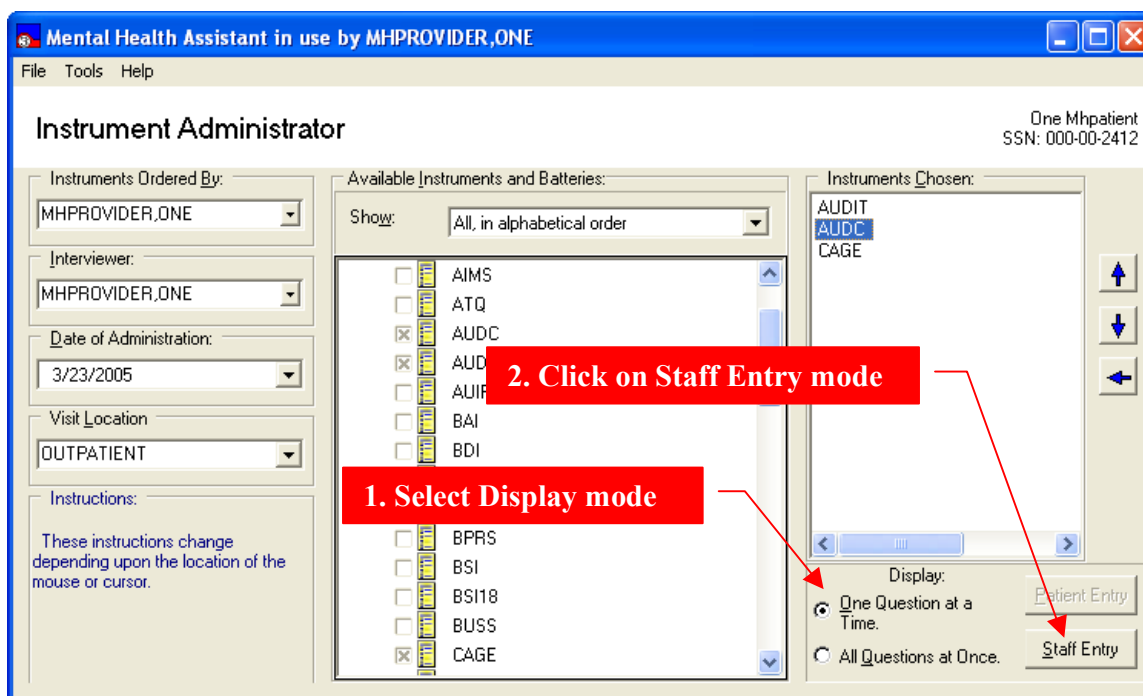 Mental Health Assistant in use by MHPROVIDER,ONE
File Tools Help
Instrument Administrator
One Mhpatient
SSN: 000-00-2412
Instruments Ordered By:
MHPROVIDER,ONE
Interviewer:
MHPROVIDER,ONE
Date of Administration:
3/23/2005
Visit Location
OUTPATIENT
Instructions:
These instructions change
depending upon the location of the
mouse or cursor.
Available Instruments and Batteries:
Show: All, in alphabetical order
AIMS
ATQ
AUDC
BAI
BDI
BPRS
BSI
BSI18
BUSS
CAGE
2. Click on Staff Entry mode
1. Select Display mode
Instruments Chosen:
AUDIT
AUDC
CAGE
Display:
One Question at a
Time.
All Questions at Once.
Patient Entry
Staff Entry